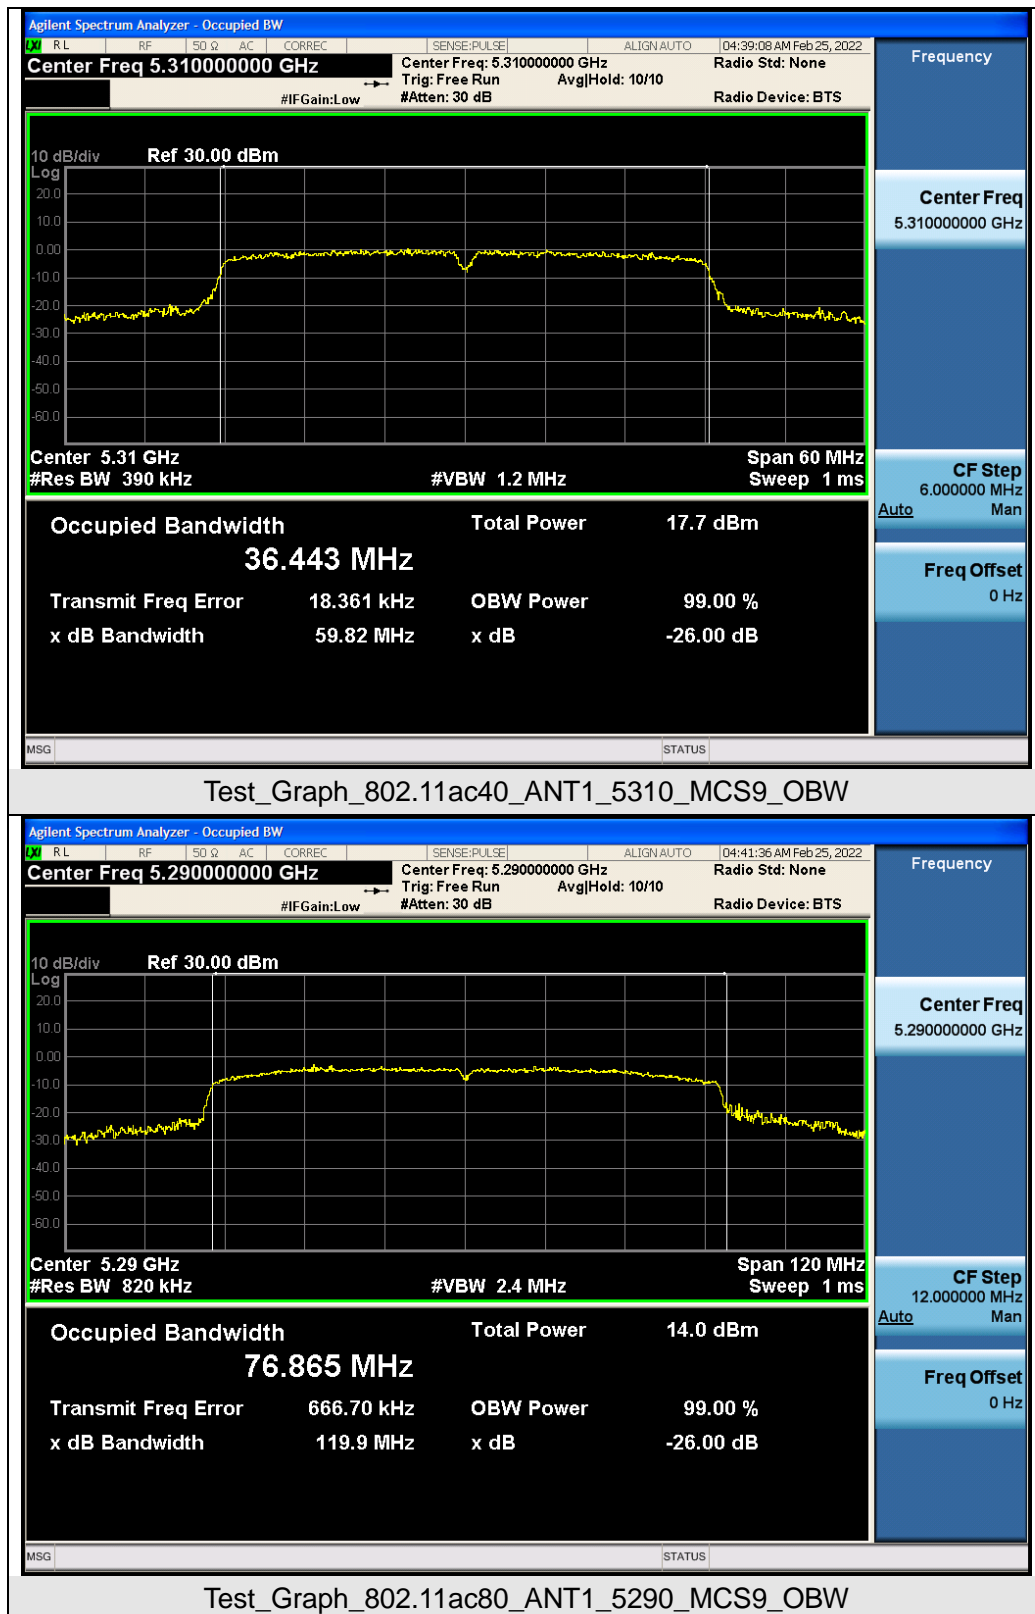 Agilent Spectrum Analyzer - Occupied BW
LXI RL RF 50 Ω AC CORREC SENSE:PULSE ALIGN AUTO 04:39:08 AM Feb 25, 2022
Center Freq 5.310000000 GHz Center Freq: 5.310000000 GHz Radio Std: None
Trig: Free Run Avg|Hold: 10/10
#IFGain:Low #Atten: 30 dB Radio Device: BTS
Frequency
10 dB/div Ref 30.00 dBm
Log
20.0
10.0
0.00
-10.0
-20.0
-30.0
-40.0
-50.0
-60.0
Center 5.31 GHz Span 60 MHz
#Res BW 390 kHz #VBW 1.2 MHz Sweep 1 ms
Center Freq
5.310000000 GHz
CF Step
6.000000 MHz
Auto Man
Freq Offset
0 Hz
Occupied Bandwidth Total Power 17.7 dBm
36.443 MHz
Transmit Freq Error 18.361 kHz OBW Power 99.00 %
x dB Bandwidth 59.82 MHz x dB -26.00 dB
MSG STATUS
Test_Graph_802.11ac40_ANT1_5310_MCS9_OBW
Agilent Spectrum Analyzer - Occupied BW
LXI RL RF 50 Ω AC CORREC SENSE:PULSE ALIGN AUTO 04:41:36 AM Feb 25, 2022
Center Freq 5.290000000 GHz Center Freq: 5.290000000 GHz Radio Std: None
Trig: Free Run Avg|Hold: 10/10
#IFGain:Low #Atten: 30 dB Radio Device: BTS
Frequency
10 dB/div Ref 30.00 dBm
Log
20.0
10.0
0.00
-10.0
-20.0
-30.0
-40.0
-50.0
-60.0
Center 5.29 GHz Span 120 MHz
#Res BW 820 kHz #VBW 2.4 MHz Sweep 1 ms
Center Freq
5.290000000 GHz
CF Step
12.000000 MHz
Auto Man
Freq Offset
0 Hz
Occupied Bandwidth Total Power 14.0 dBm
76.865 MHz
Transmit Freq Error 666.70 kHz OBW Power 99.00 %
x dB Bandwidth 119.9 MHz x dB -26.00 dB
MSG STATUS
Test_Graph_802.11ac80_ANT1_5290_MCS9_OBW